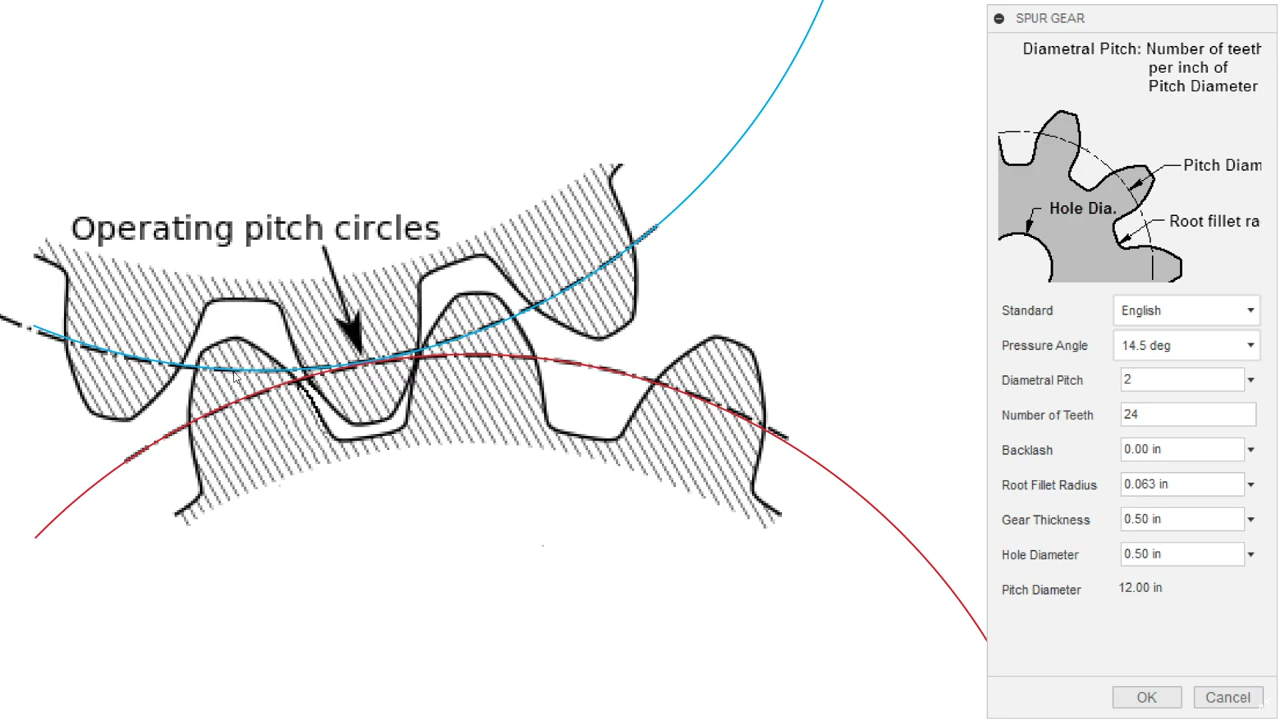 Operating pitch circles
SPUR GEAR
Diametral Pitch: Number of teeth
per inch of
Pitch Diameter
Pitch Diam
Hole Dia.
Root fillet ra
Standard English
Pressure Angle 14.5 deg
Diametral Pitch 2
Number of Teeth 24
Backlash 0.00 in
Root Fillet Radius 0.063 in
Gear Thickness 0.50 in
Hole Diameter 0.50 in
Pitch Diameter 12.00 in
OK Cancel